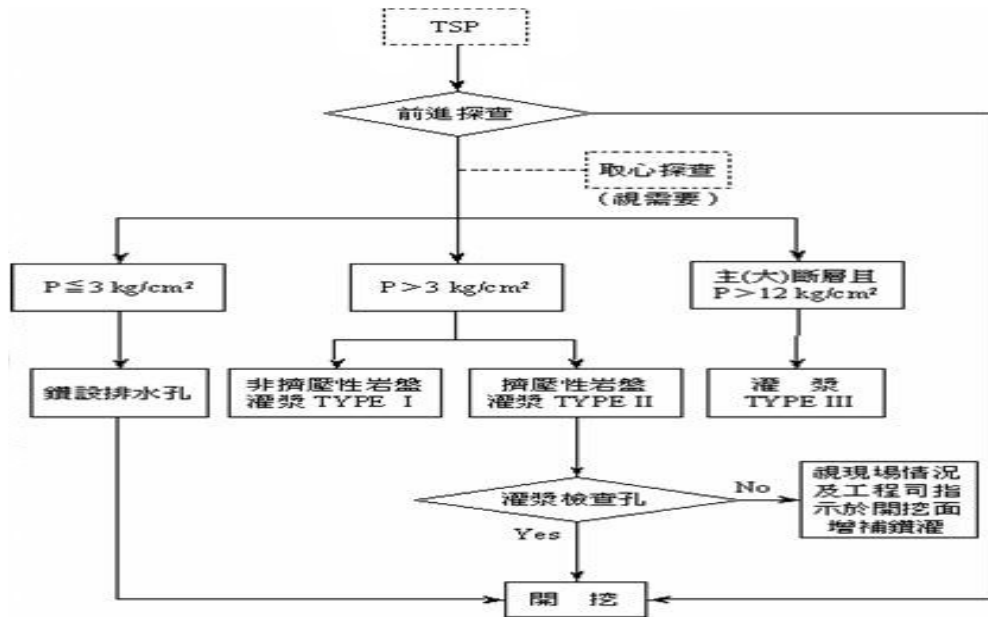 TSP
前進探查
取心探查
(視需要)
P≦3 kg/cm²
P>3 kg/cm²
主(大)斷層且
P>12 kg/cm²
鑽設排水孔
非擠壓性岩盤
灌漿 TYPE I
擠壓性岩盤
灌漿 TYPE II
灌 漿
TYPE III
灌漿檢查孔
No
視現場情況
及工程司指
示於開挖面
增補鑽灌
Yes
開 挖